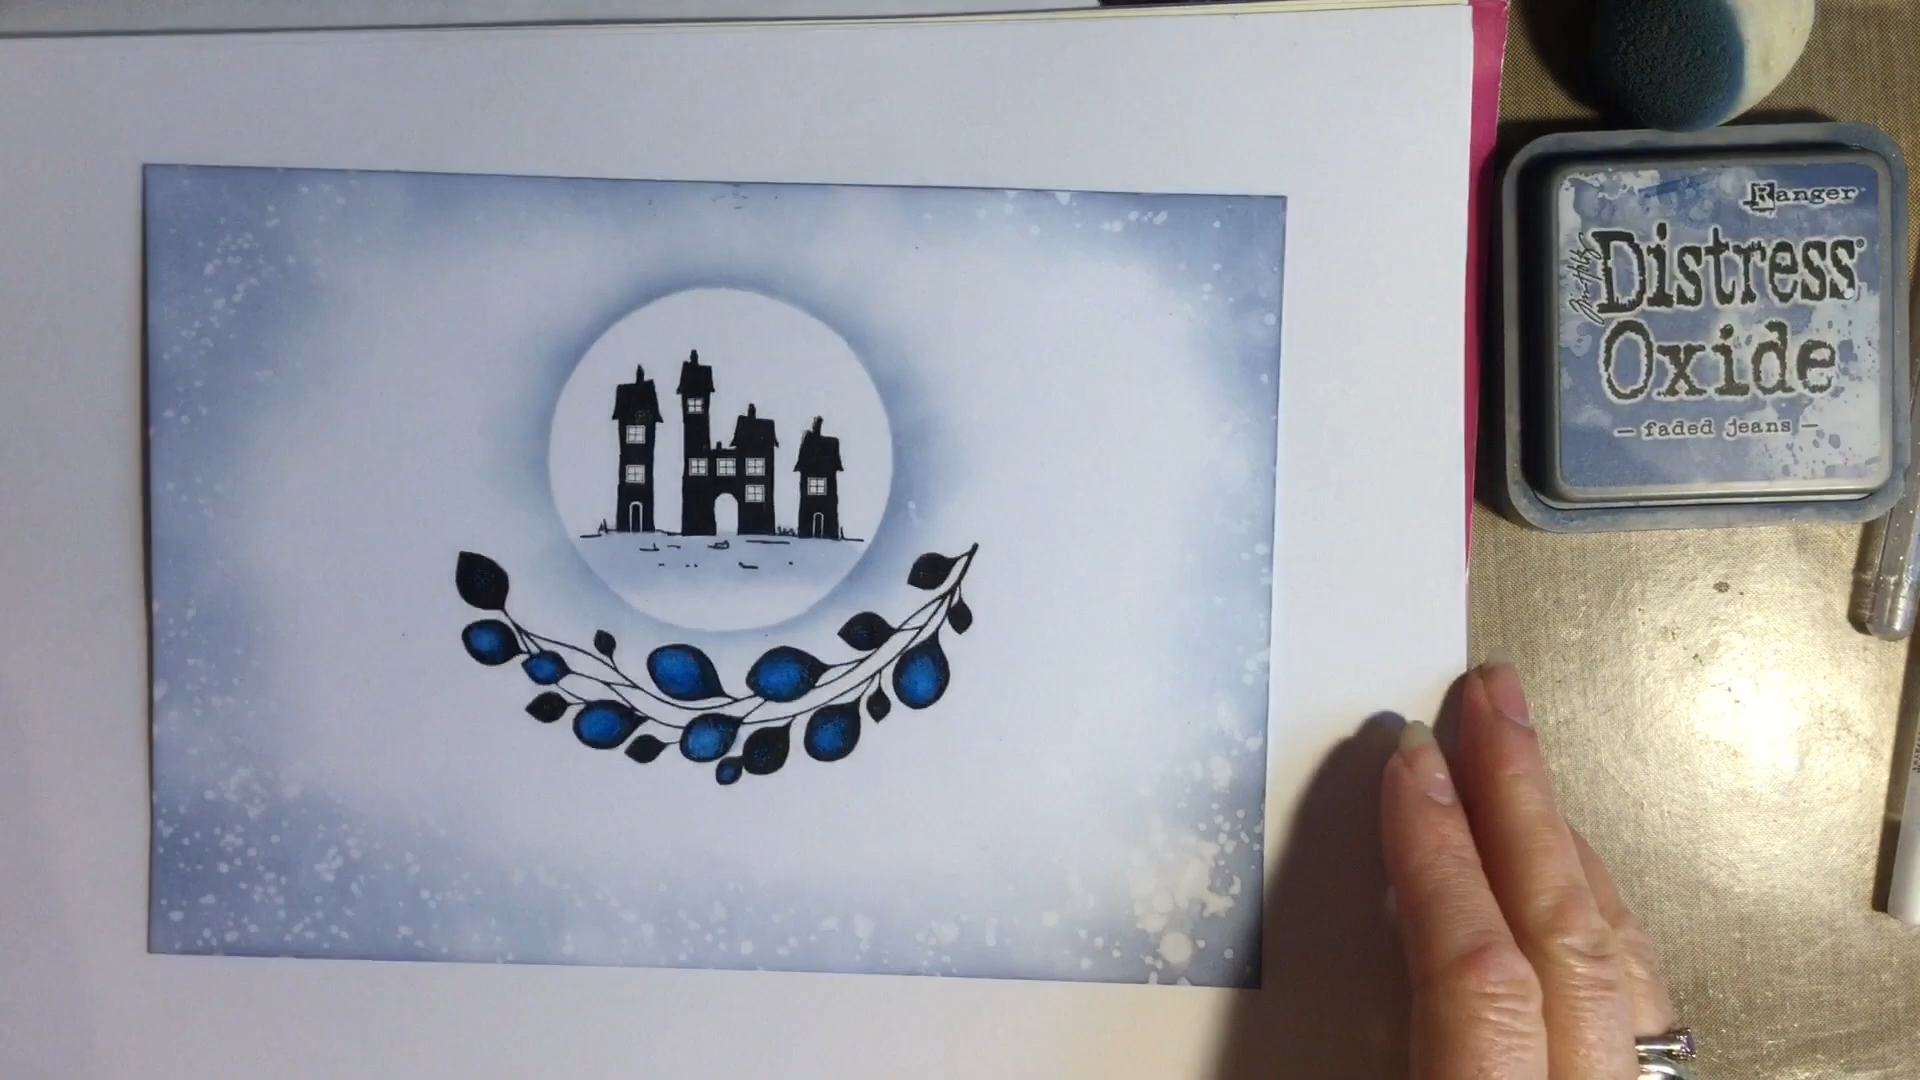 Ranger
Tim Holtz
Distress®
Oxide
— faded jeans —